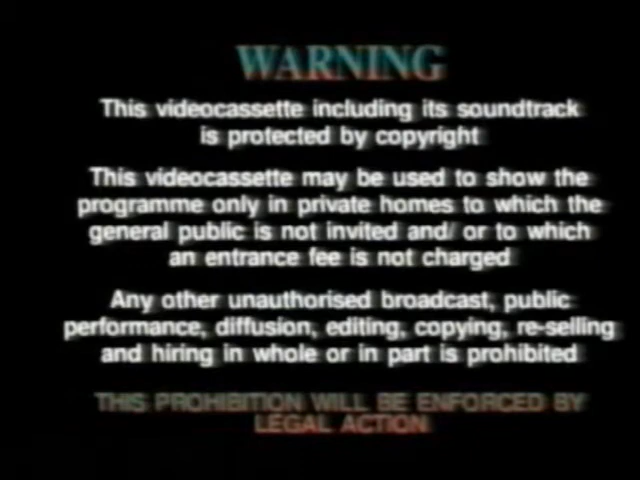 WARNING
This videocassette including its soundtrack
is protected by copyright
This videocassette may be used to show the
programme only in private homes to which the
general public is not invited and/ or to which
an entrance fee is not charged
Any other unauthorised broadcast, public
performance, diffusion, editing, copying, re-selling
and hiring in whole or in part is prohibited
THIS PROHIBITION WILL BE ENFORCED BY
LEGAL ACTION